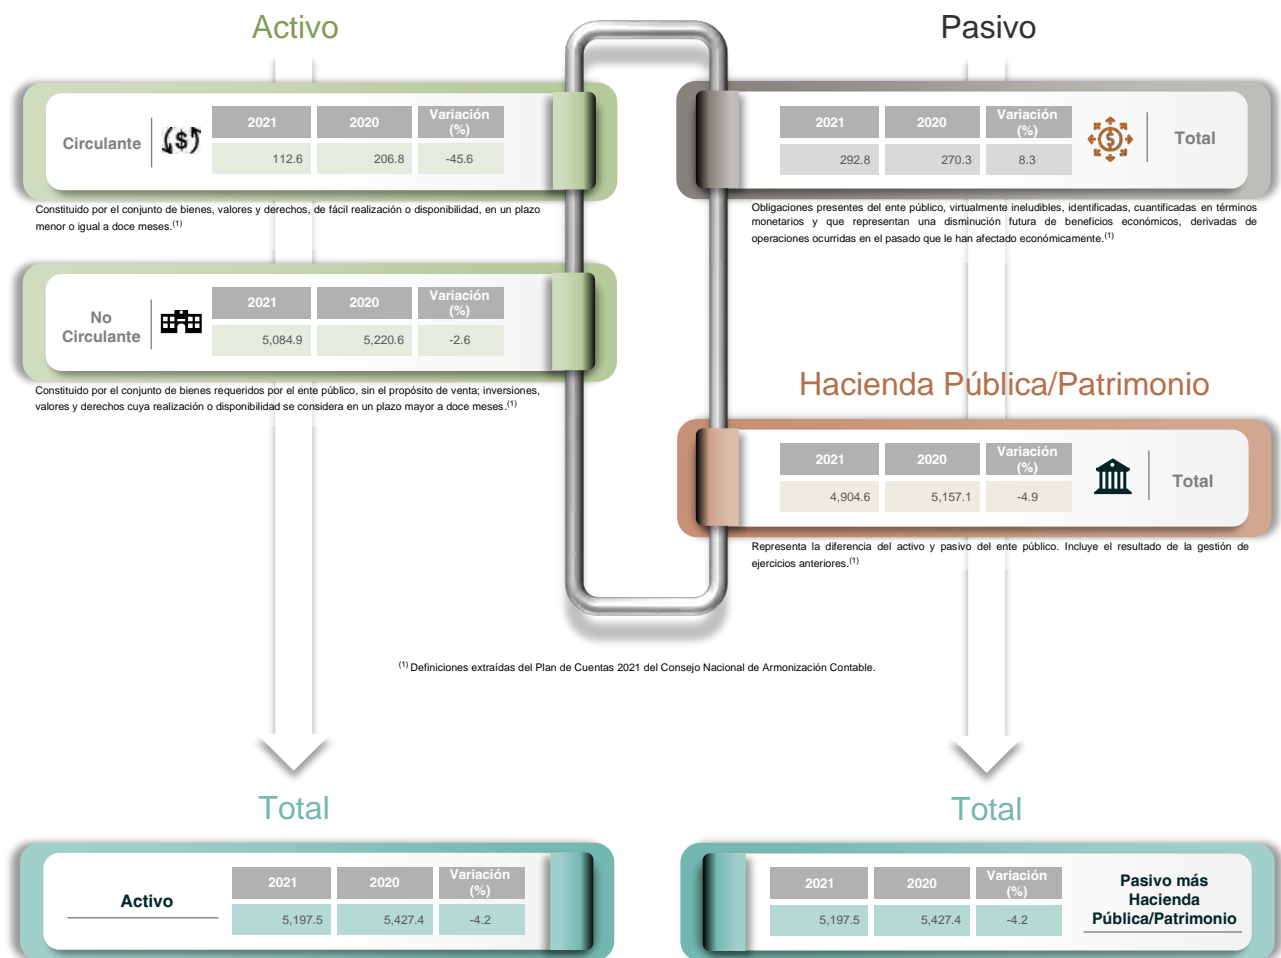 Activo
Circulante
2021 2020 Variación (%)
112.6 206.8 -45.6
Constituido por el conjunto de bienes, valores y derechos, de fácil realización o disponibilidad, en un plazo
menor o igual a doce meses.(1)
No
Circulante
2021 2020 Variación (%)
5,084.9 5,220.6 -2.6
Constituido por el conjunto de bienes requeridos por el ente público, sin el propósito de venta; inversiones,
valores y derechos cuya realización o disponibilidad se considera en un plazo mayor a doce meses.(1)
Pasivo
2021 2020 Variación (%)
292.8 270.3 8.3
Total
Obligaciones presentes del ente público, virtualmente ineludibles, identificadas, cuantificadas en términos
monetarios y que representan una disminución futura de beneficios económicos, derivadas de
operaciones ocurridas en el pasado que le han afectado económicamente.(1)
Hacienda Pública/Patrimonio
2021 2020 Variación (%)
4,904.6 5,157.1 -4.9
Total
Representa la diferencia del activo y pasivo del ente público. Incluye el resultado de la gestión de
ejercicios anteriores.(1)
(1) Definiciones extraídas del Plan de Cuentas 2021 del Consejo Nacional de Armonización Contable.
Total
Activo
2021 2020 Variación (%)
5,197.5 5,427.4 -4.2
Total
2021 2020 Variación (%)
5,197.5 5,427.4 -4.2
Pasivo más
Hacienda
Pública/Patrimonio